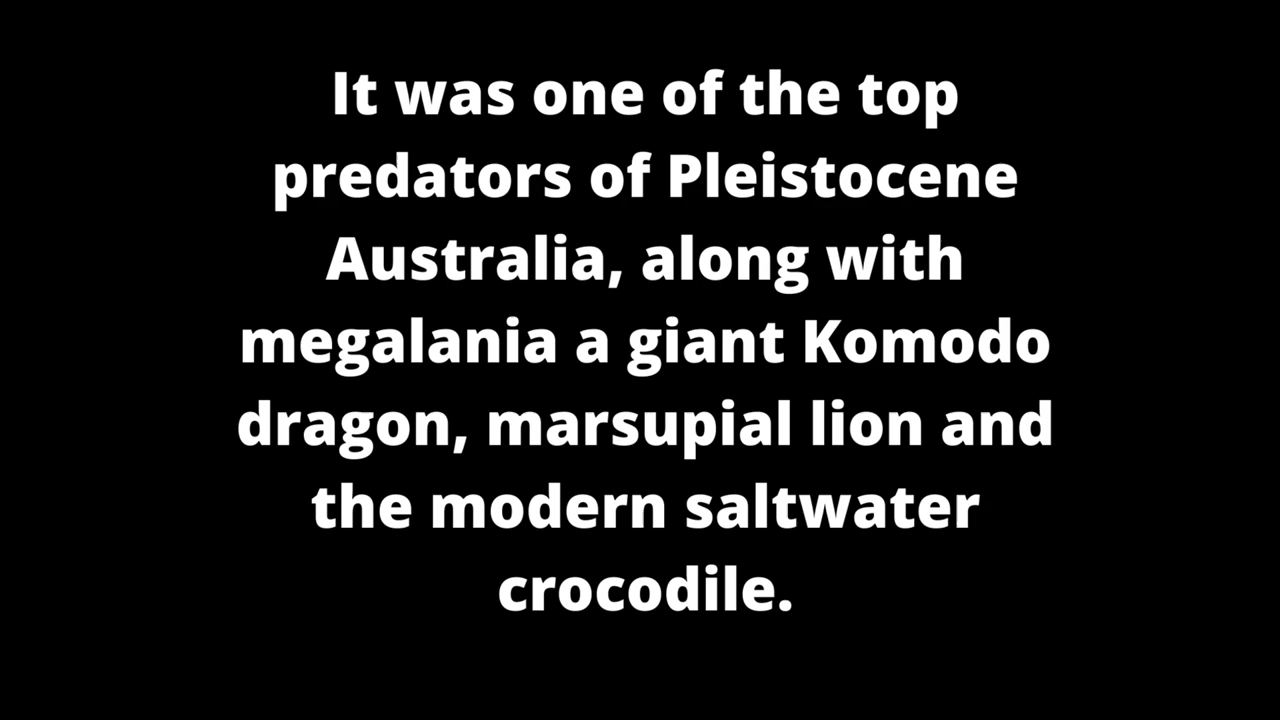 It was one of the top
predators of Pleistocene
Australia, along with
megalania a giant Komodo
dragon, marsupial lion and
the modern saltwater
crocodile.